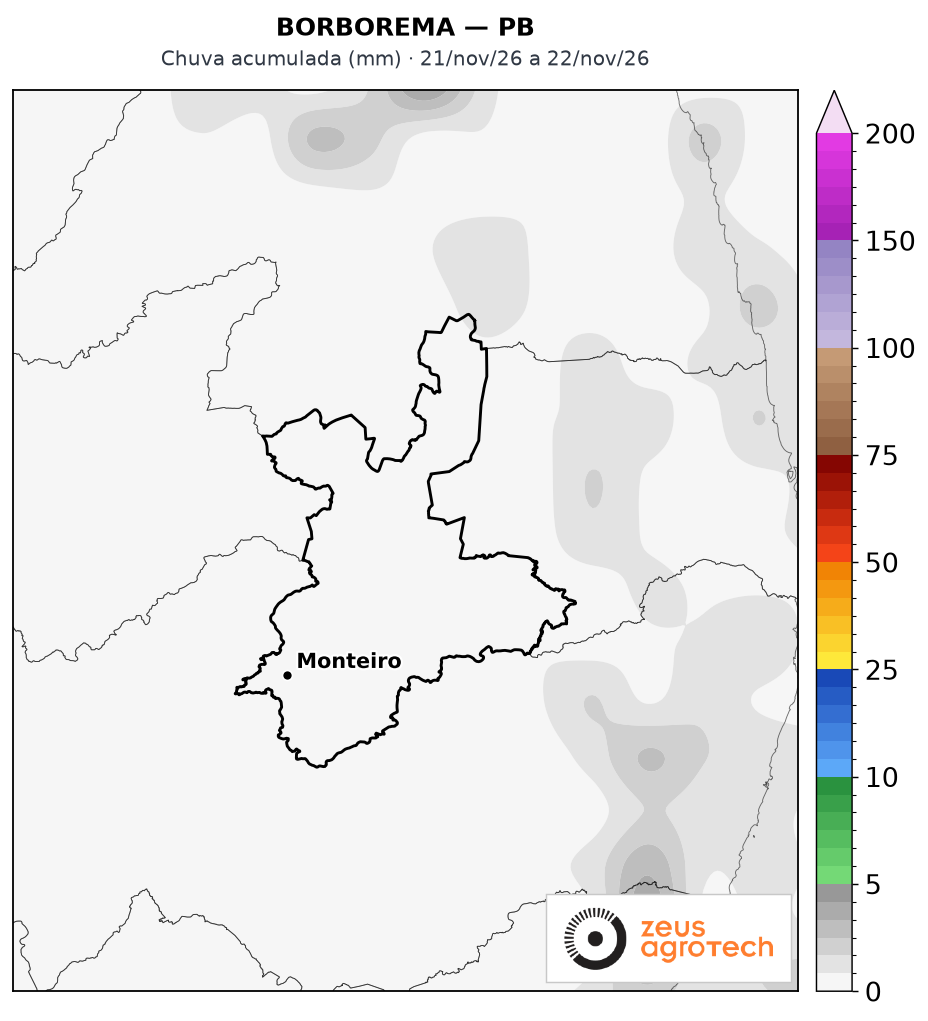 BORBOREMA — PB
Chuva acumulada (mm) · 21/nov/26 a 22/nov/26
200
150
100
75
50
25
10
5
0
Monteiro
zeus
agrotech